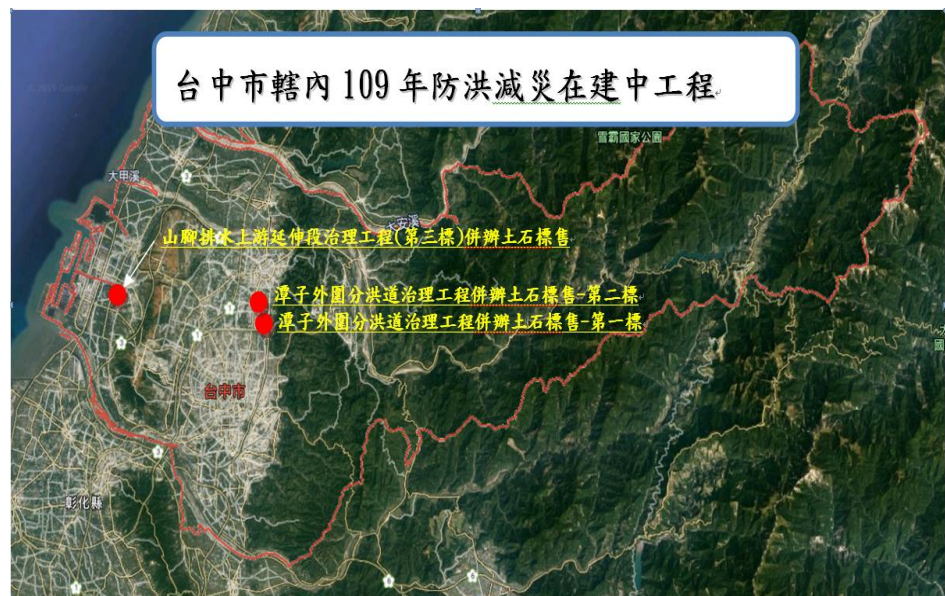 台中市轄內 109 年防洪減災在建中工程
雪霸國家公園
大甲溪
大安溪
山腳排水上游延伸段治理工程(第三標)併辦土石標售
潭子外圍分洪道治理工程併辦土石標售-第二標
潭子外圍分洪道治理工程併辦土石標售-第一標
國
台中市
彰化縣